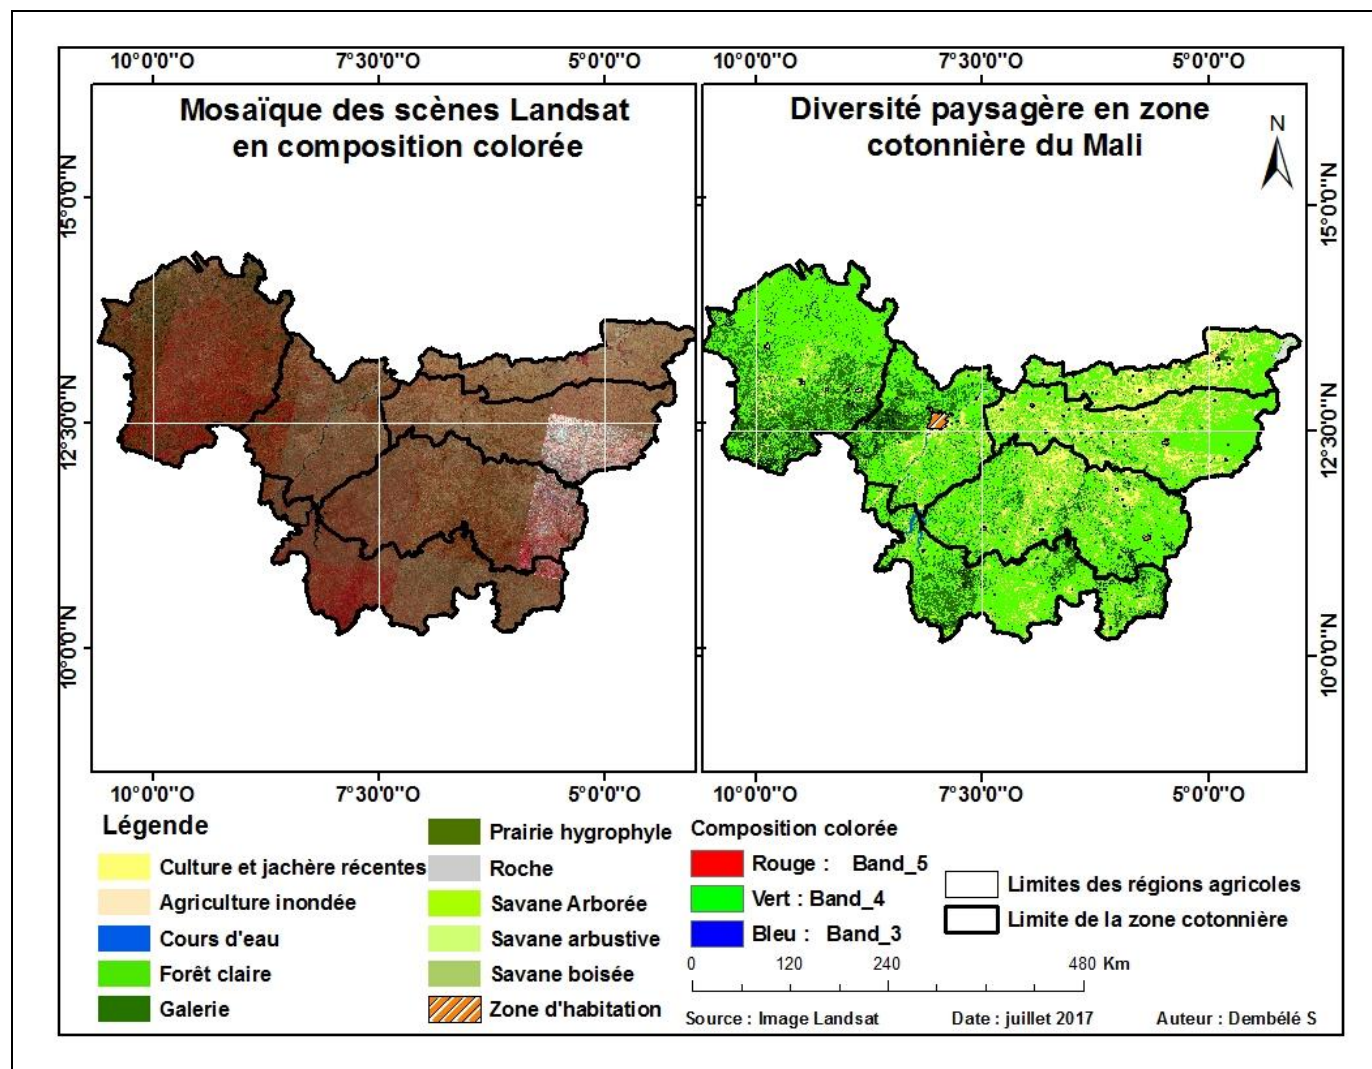 10°0'0"O 7°30'0"O 5°0'0"O 10°0'0"O 7°30'0"O 5°0'0"O
Mosaïque des scènes Landsat
en composition colorée
Diversité paysagère en zone
cotonnière du Mali
N
15°0'0"N
12°30'0"N
10°0'0"N
15°0'0"N
12°30'0"N
10°0'0"N
10°0'0"O 7°30'0"O 5°0'0"O 10°0'0"O 7°30'0"O 5°0'0"O
Légende
Culture et jachère récentes
Agriculture inondée
Cours d'eau
Forêt claire
Galerie
Prairie hygrophyle
Roche
Savane Arborée
Savane arbustive
Savane boisée
Zone d'habitation
Composition colorée
Rouge : Band_5
Vert : Band_4
Bleu : Band_3
Limites des régions agricoles
Limite de la zone cotonnière
0 120 240 480 Km
Source : Image Landsat Date : juillet 2017 Auteur : Dembélé S